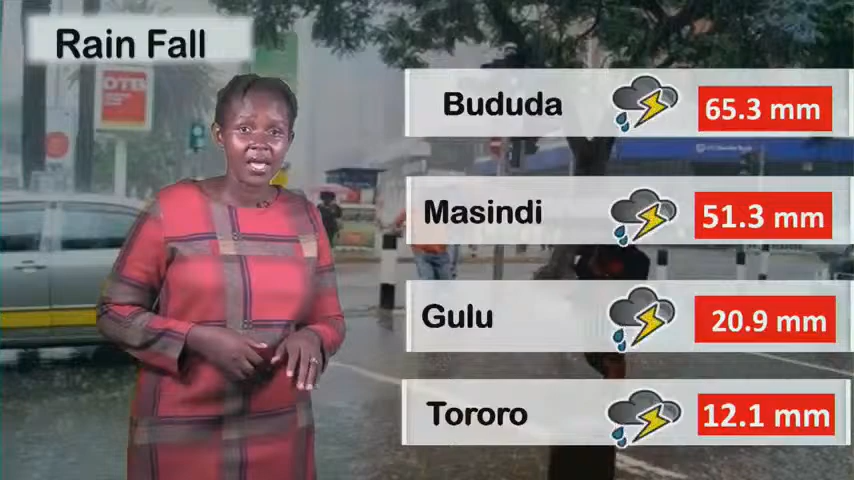 Rain Fall
Bududa 65.3 mm
Masindi 51.3 mm
Gulu 20.9 mm
Tororo 12.1 mm